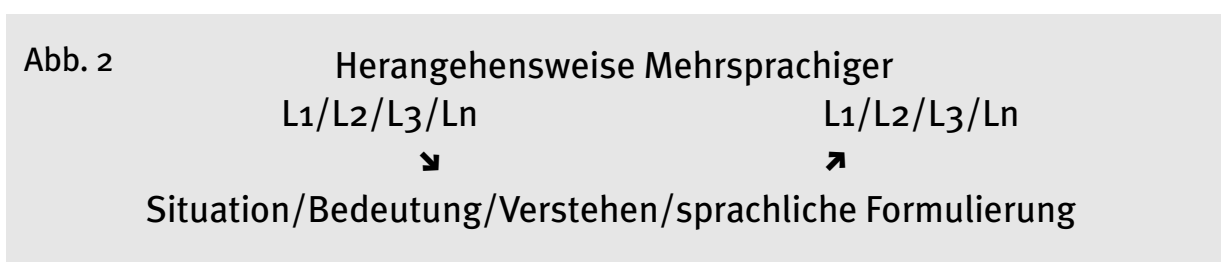 Abb. 2 Herangehensweise Mehrsprachiger
L1/L2/L3/Ln L1/L2/L3/Ln
↘ ↗
Situation/Bedeutung/Verstehen/sprachliche Formulierung